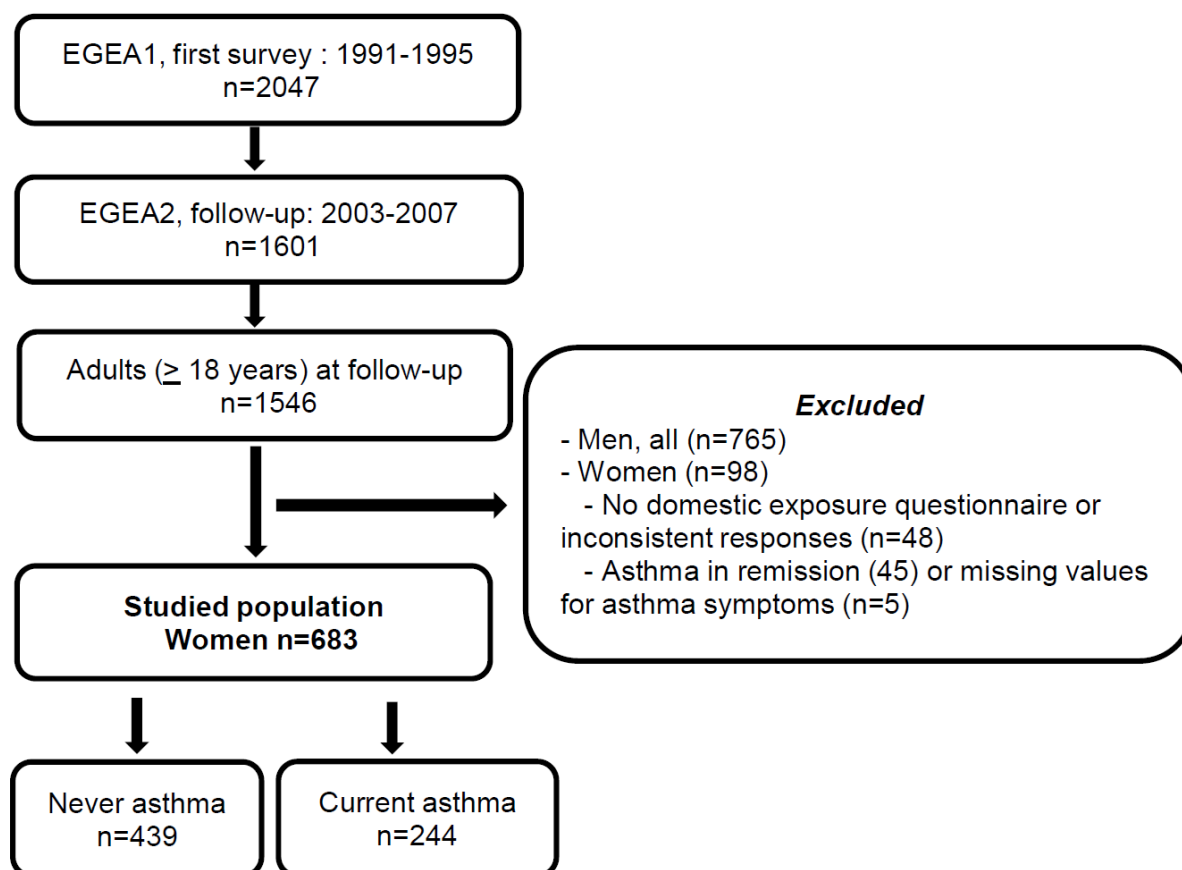 EGEA1, first survey : 1991-1995
n=2047
EGEA2, follow-up: 2003-2007
n=1601
Adults (≥ 18 years) at follow-up
n=1546
Excluded
- Men, all (n=765)
- Women (n=98)
- No domestic exposure questionnaire or
inconsistent responses (n=48)
- Asthma in remission (45) or missing values
for asthma symptoms (n=5)
Studied population
Women n=683
Never asthma
n=439
Current asthma
n=244